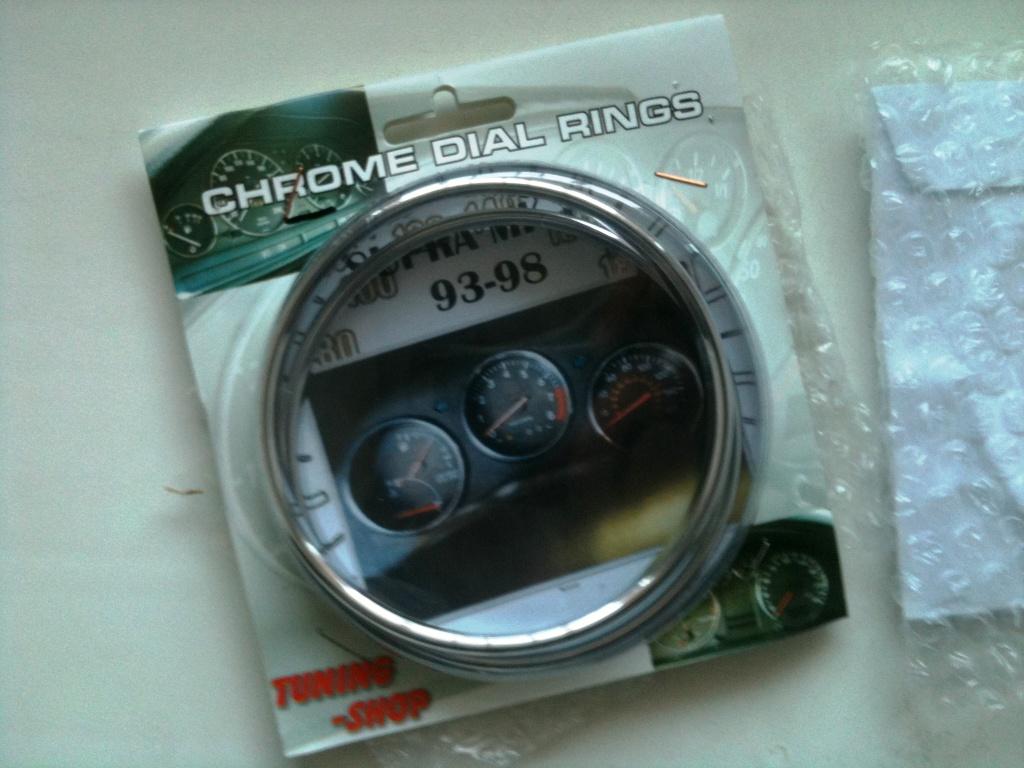 CHROME DIAL RINGS
93-98
TUNING
-SHOP